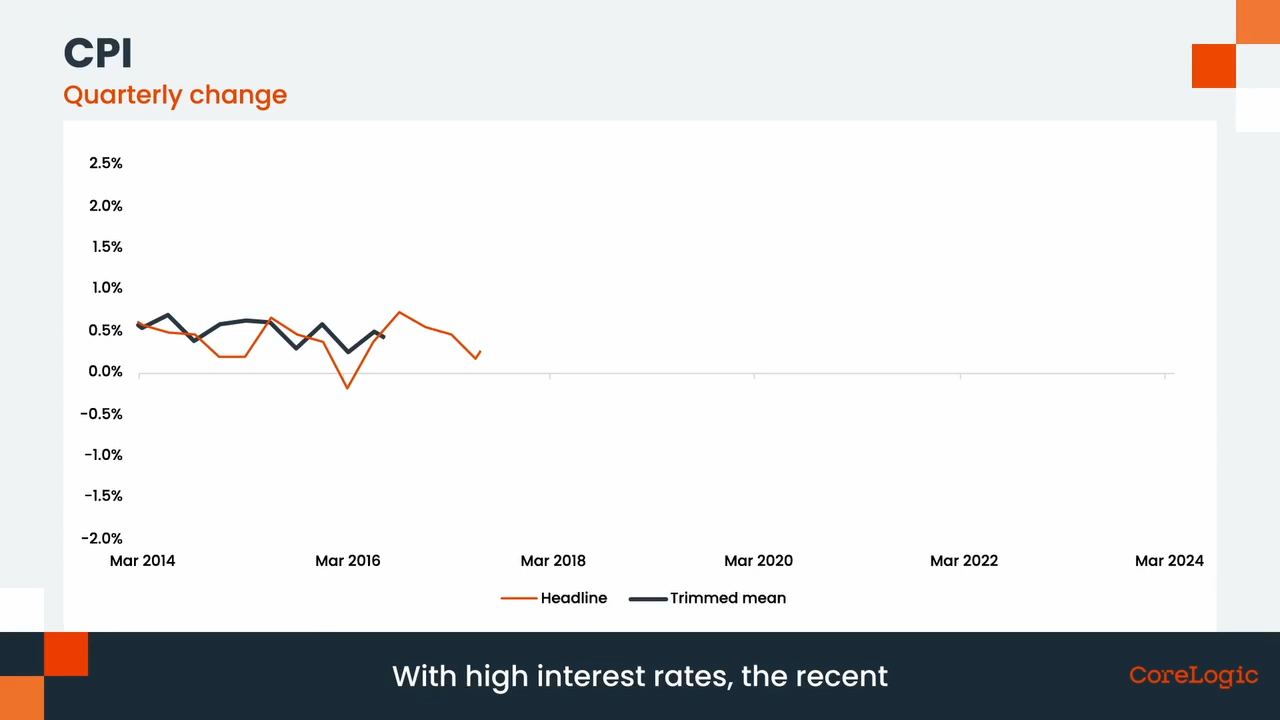 CPI
Quarterly change
2.5%
2.0%
1.5%
1.0%
0.5%
0.0%
-0.5%
-1.0%
-1.5%
-2.0%
Mar 2014 Mar 2016 Mar 2018 Mar 2020 Mar 2022 Mar 2024
Headline Trimmed mean
With high interest rates, the recent
CoreLogic